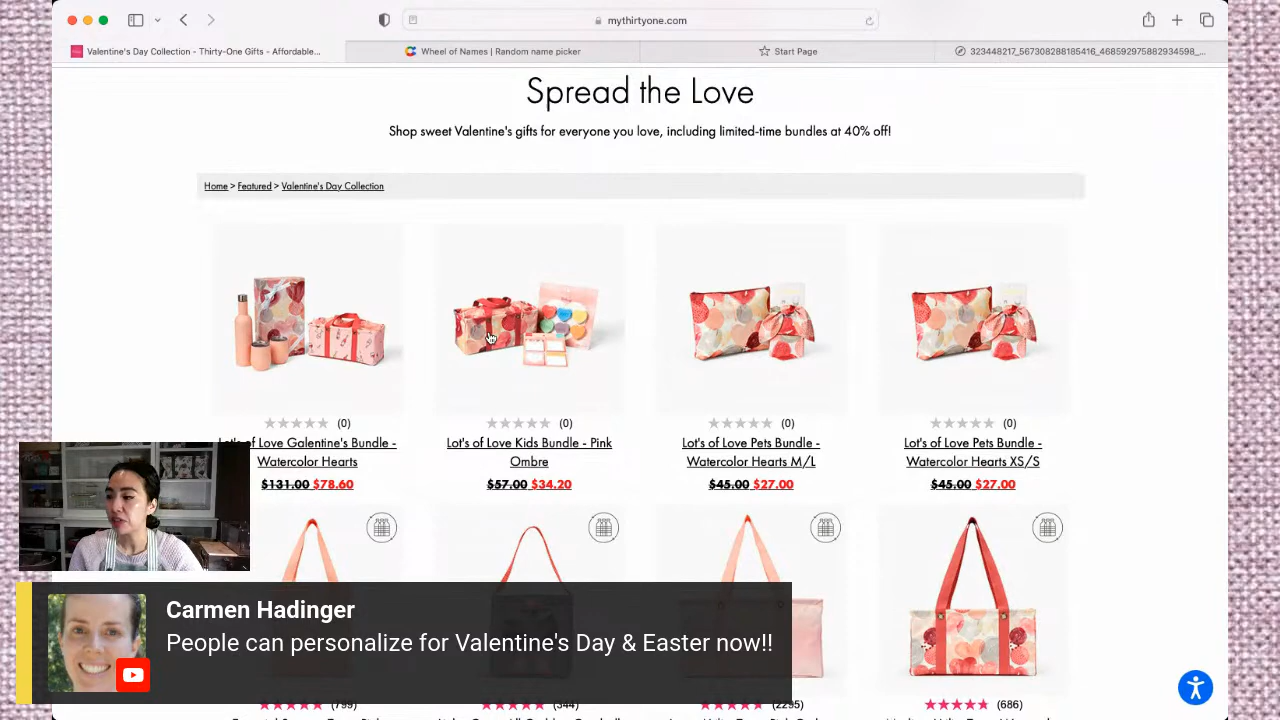 mythirtyone.com
Valentine's Day Collection - Thirty-One Gifts - Affordable...
Wheel of Names | Random name picker
Start Page
323448217_567308288185416_468592975882934598_...
Spread the Love
Shop sweet Valentine's gifts for everyone you love, including limited-time bundles at 40% off!
Home > Featured > Valentine's Day Collection
(0)
(0)
(0)
(0)
Lot's of Love Galentine's Bundle -
Watercolor Hearts
$131.00 $78.60
Lot's of Love Kids Bundle - Pink
Ombre
$57.00 $34.20
Lot's of Love Pets Bundle -
Watercolor Hearts M/L
$45.00 $27.00
Lot's of Love Pets Bundle -
Watercolor Hearts XS/S
$45.00 $27.00
Carmen Hadinger
People can personalize for Valentine's Day & Easter now!!
(799)
(344)
(2295)
(686)